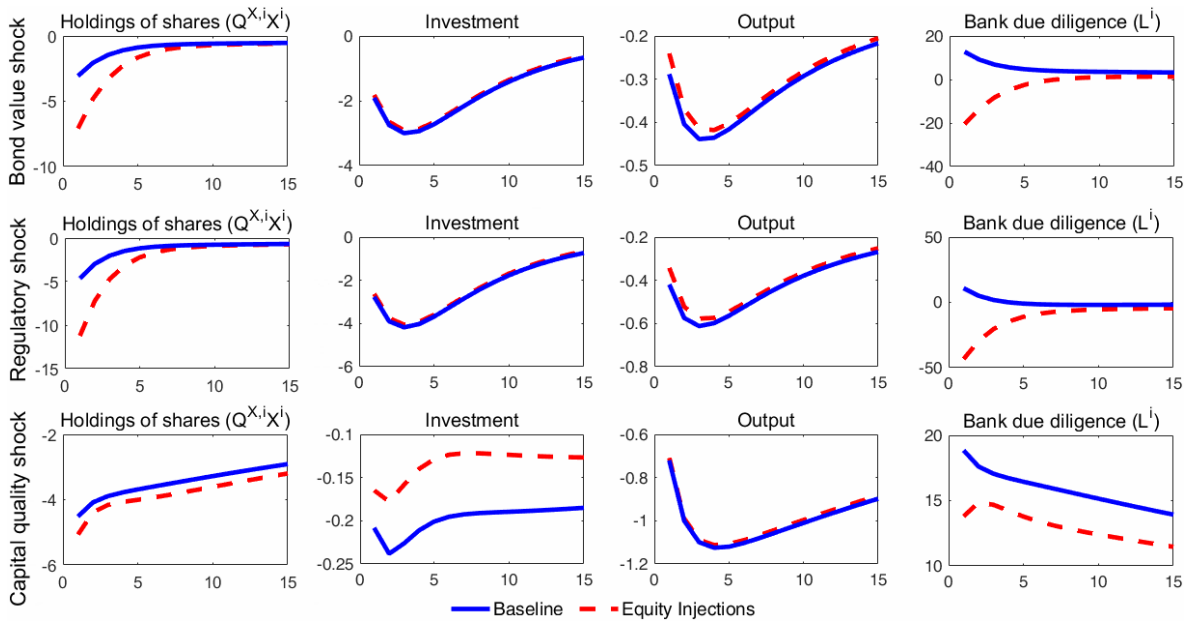 Holdings of shares (Q^{X,i}X^i) Investment Output Bank due diligence (L^i)
Bond value shock
0 -5 -10 0 5 10 15
0 -2 -4 0 5 10 15
-0.2 -0.3 -0.4 -0.5 0 5 10 15
20 0 -20 -40 0 5 10 15
Holdings of shares (Q^{X,i}X^i) Investment Output Bank due diligence (L^i)
Regulatory shock
0 -5 -10 -15 0 5 10 15
0 -2 -4 -6 0 5 10 15
-0.2 -0.4 -0.6 -0.8 0 5 10 15
50 0 -50 0 5 10 15
Holdings of shares (Q^{X,i}X^i) Investment Output Bank due diligence (L^i)
Capital quality shock
-2 -4 -6 0 5 10 15
-0.1 -0.15 -0.2 -0.25 0 5 10 15
-0.6 -0.8 -1 -1.2 0 5 10 15
20 15 10 0 5 10 15
Baseline Equity Injections